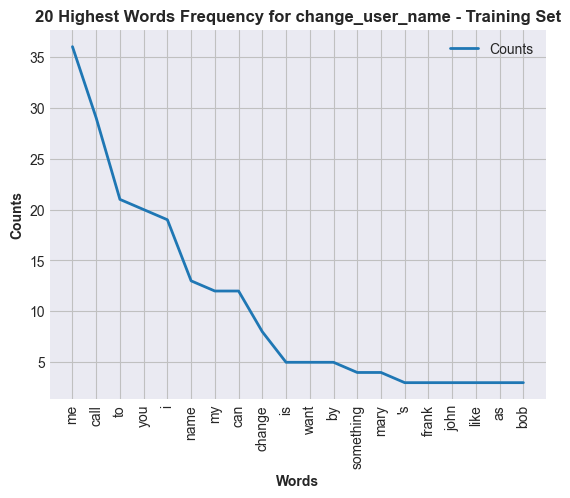 20 Highest Words Frequency for change_user_name - Training Set
Counts
35
30
25
20
15
10
5
Counts
me
call
to
you
i
name
my
can
change
is
want
by
something
mary
's
frank
john
like
as
bob
Words